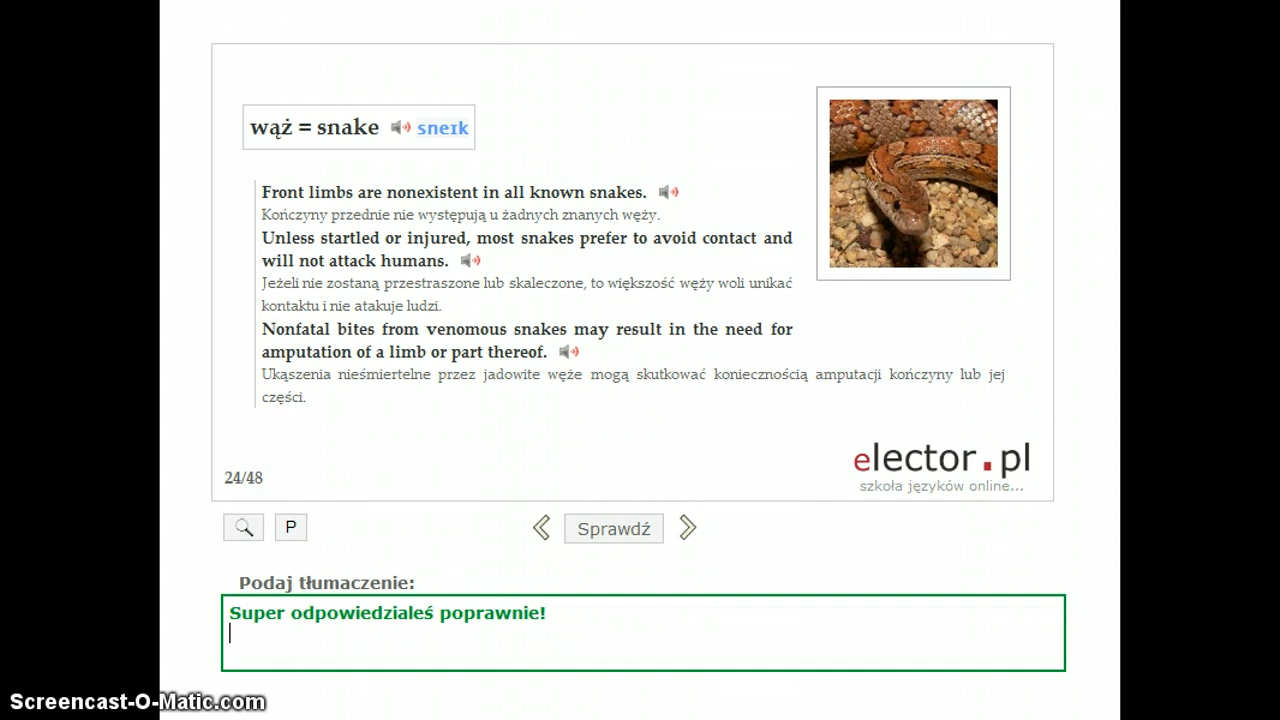 wąż = snake sneɪk
Front limbs are nonexistent in all known snakes.
Kończyny przednie nie występują u żadnych znanych węży.
Unless startled or injured, most snakes prefer to avoid contact and
will not attack humans.
Jeżeli nie zostaną przestraszone lub skaleczone, to większość węży woli unikać
kontaktu i nie atakuje ludzi.
Nonfatal bites from venomous snakes may result in the need for
amputation of a limb or part thereof.
Ukąszenia nieśmiertelne przez jadowite węże mogą skutkować koniecznością amputacji kończyny lub jej
części.
elector.pl
szkoła języków online...
24/48
P
Sprawdź
Podaj tłumaczenie:
Super odpowiedziałeś poprawnie!
Screencast-O-Matic.com